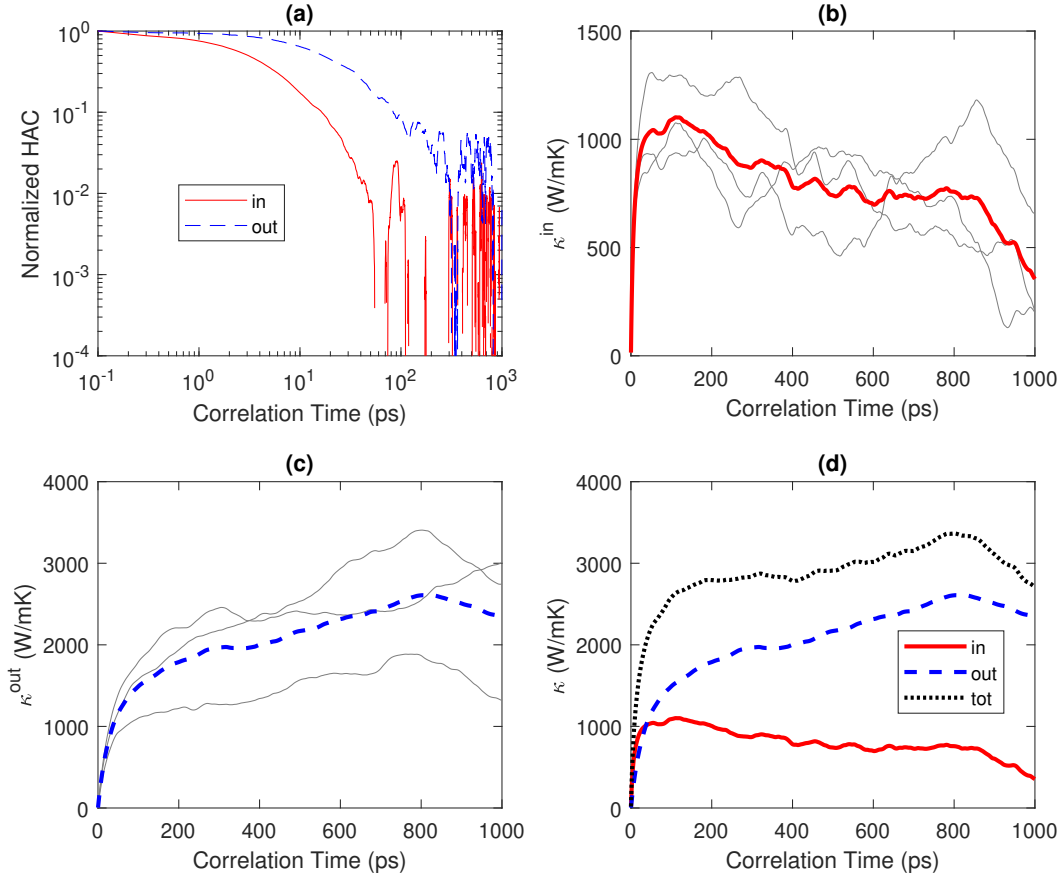 (a)
Normalized HAC
10^0
10^-1
10^-2
10^-3
10^-4
in
out
10^-1 10^0 10^1 10^2 10^3
Correlation Time (ps)
(b)
κ^in (W/mK)
1500
1000
500
0
0 200 400 600 800 1000
Correlation Time (ps)
(c)
κ^out (W/mK)
4000
3000
2000
1000
0
0 200 400 600 800 1000
Correlation Time (ps)
(d)
κ (W/mK)
4000
3000
2000
1000
0
in
out
tot
0 200 400 600 800 1000
Correlation Time (ps)